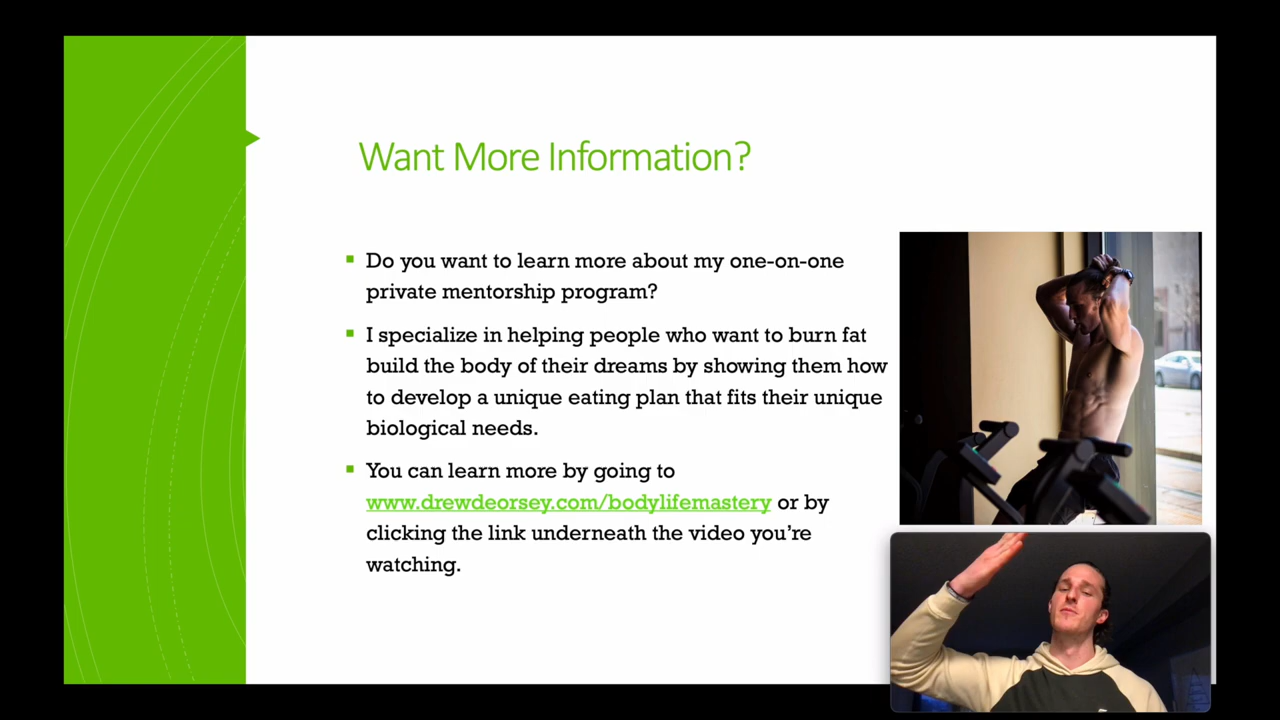 Want More Information?
Do you want to learn more about my one-on-one
private mentorship program?
I specialize in helping people who want to burn fat
build the body of their dreams by showing them how
to develop a unique eating plan that fits their unique
biological needs.
You can learn more by going to
www.drewdeorsey.com/bodylifemastery or by
clicking the link underneath the video you’re
watching.